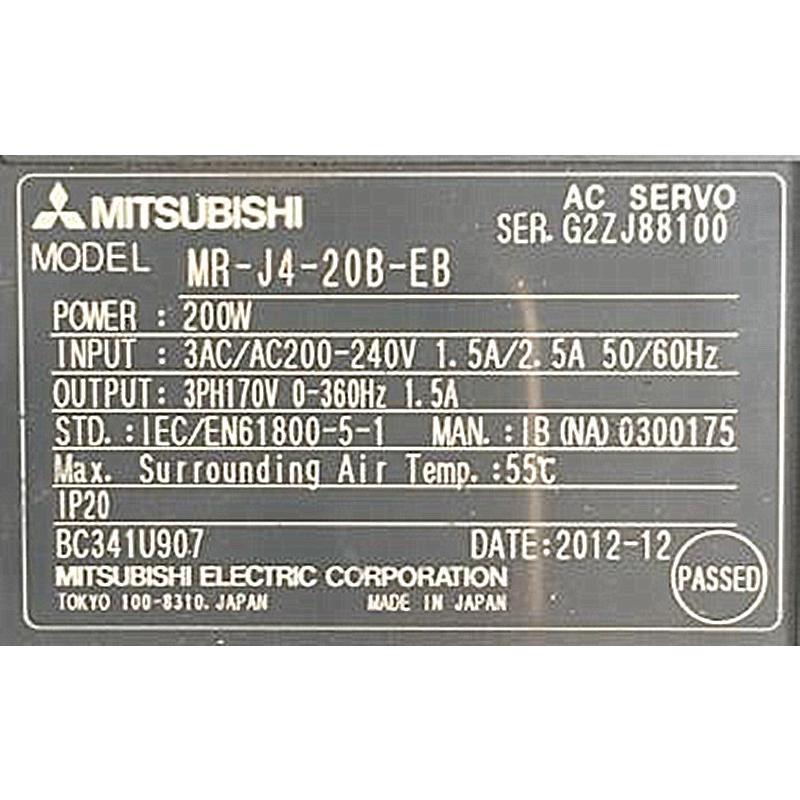 MITSUBISHI AC SERVO
SER. G2ZJ88100
MODEL MR-J4-20B-EB
POWER : 200W
INPUT : 3AC/AC200-240V 1.5A/2.5A 50/60Hz
OUTPUT: 3PH170V 0-360Hz 1.5A
STD. :IEC/EN61800-5-1 MAN. :IB(NA)0300175
Max. Surrounding Air Temp. :55℃
IP20
BC341U907 DATE:2012-12
PASSED
MITSUBISHI ELECTRIC CORPORATION
TOKYO 100-8310. JAPAN MADE IN JAPAN